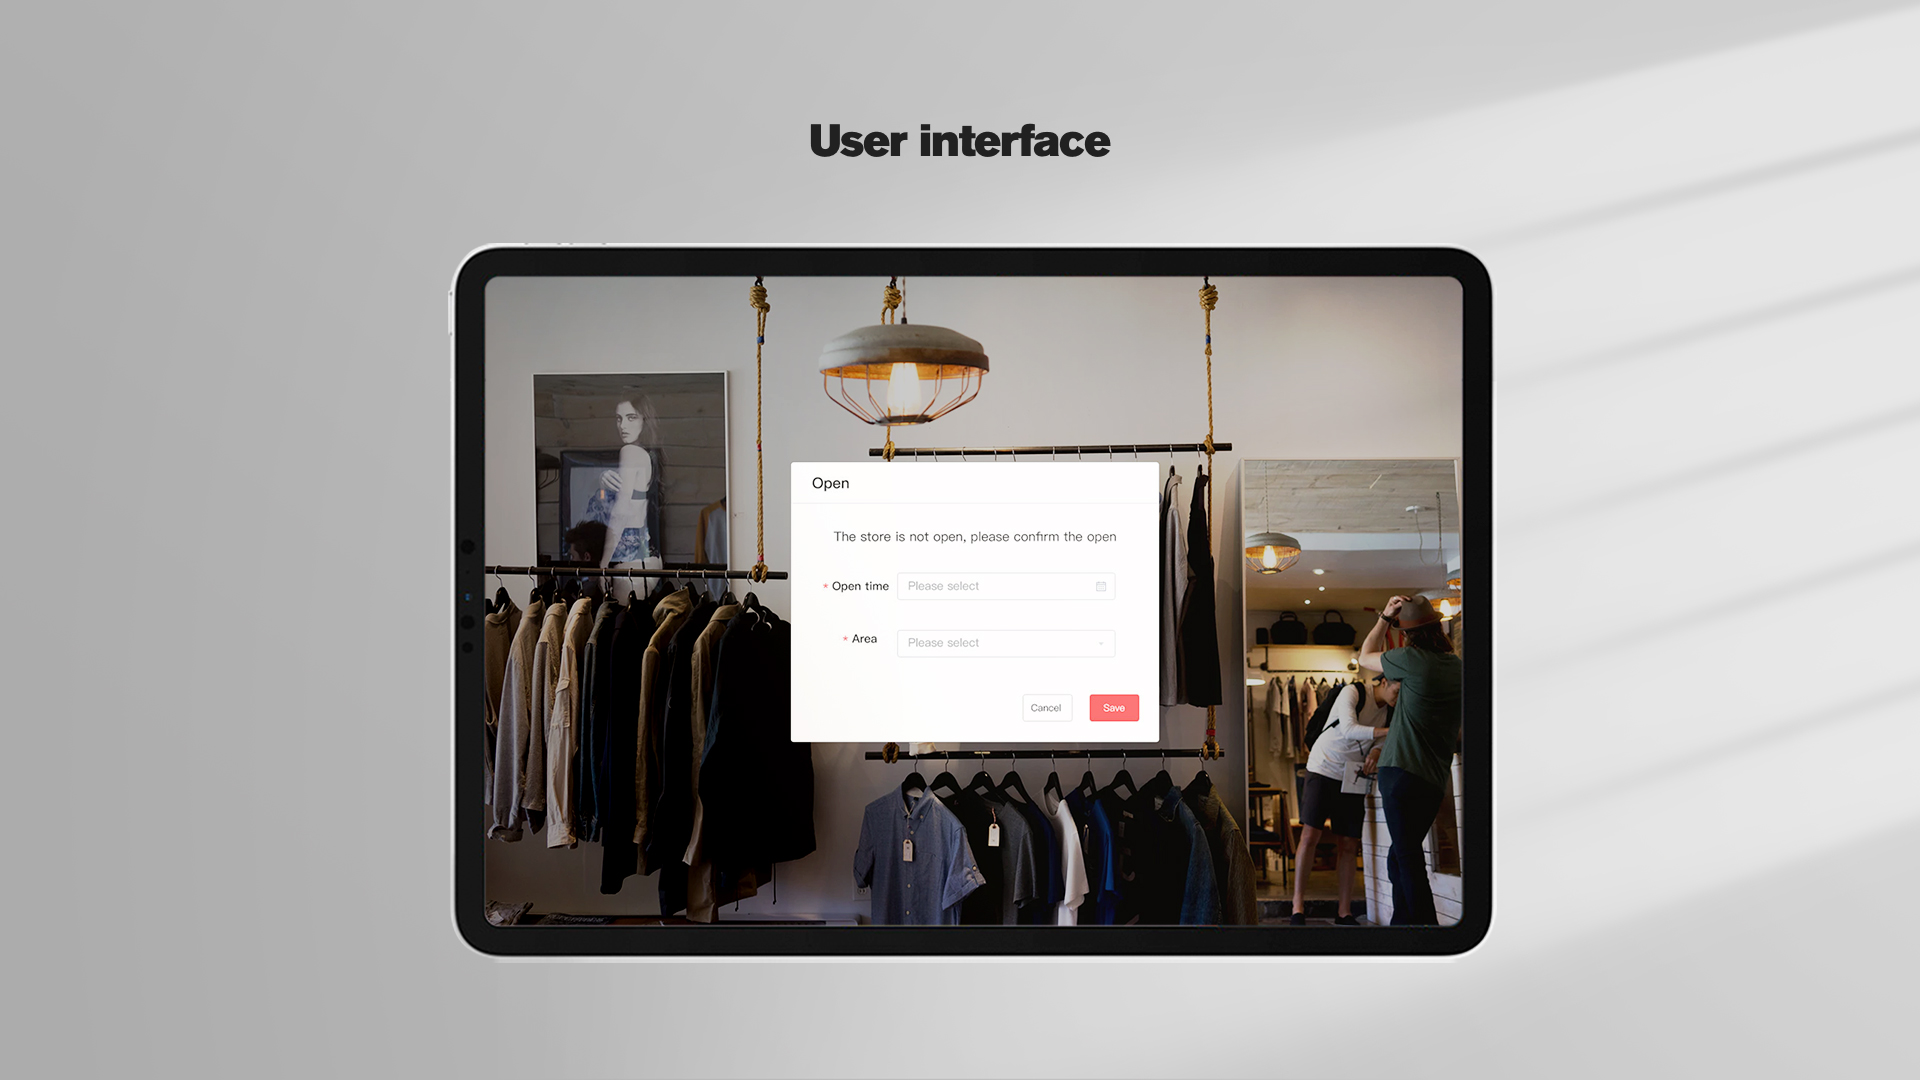 User interface
Open
The store is not open, please confirm the open
* Open time Please select
* Area Please select
Cancel Save